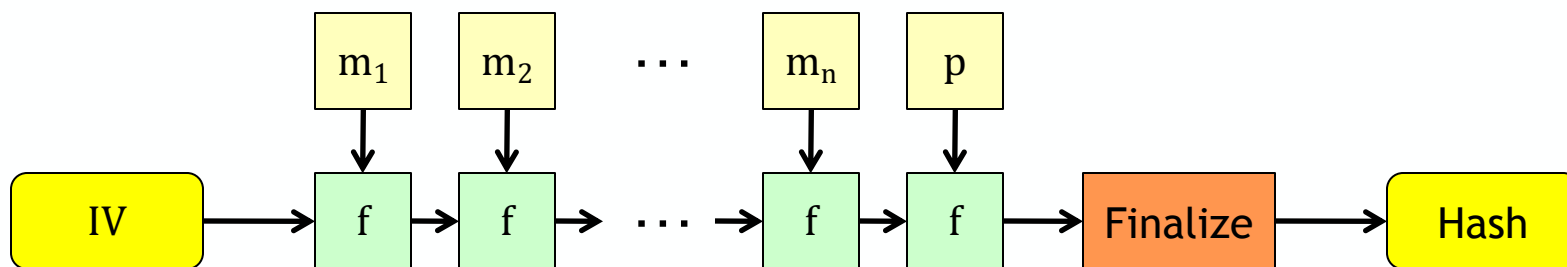 m₁ m₂ ··· mₙ p
IV f f ··· f f Finalize Hash